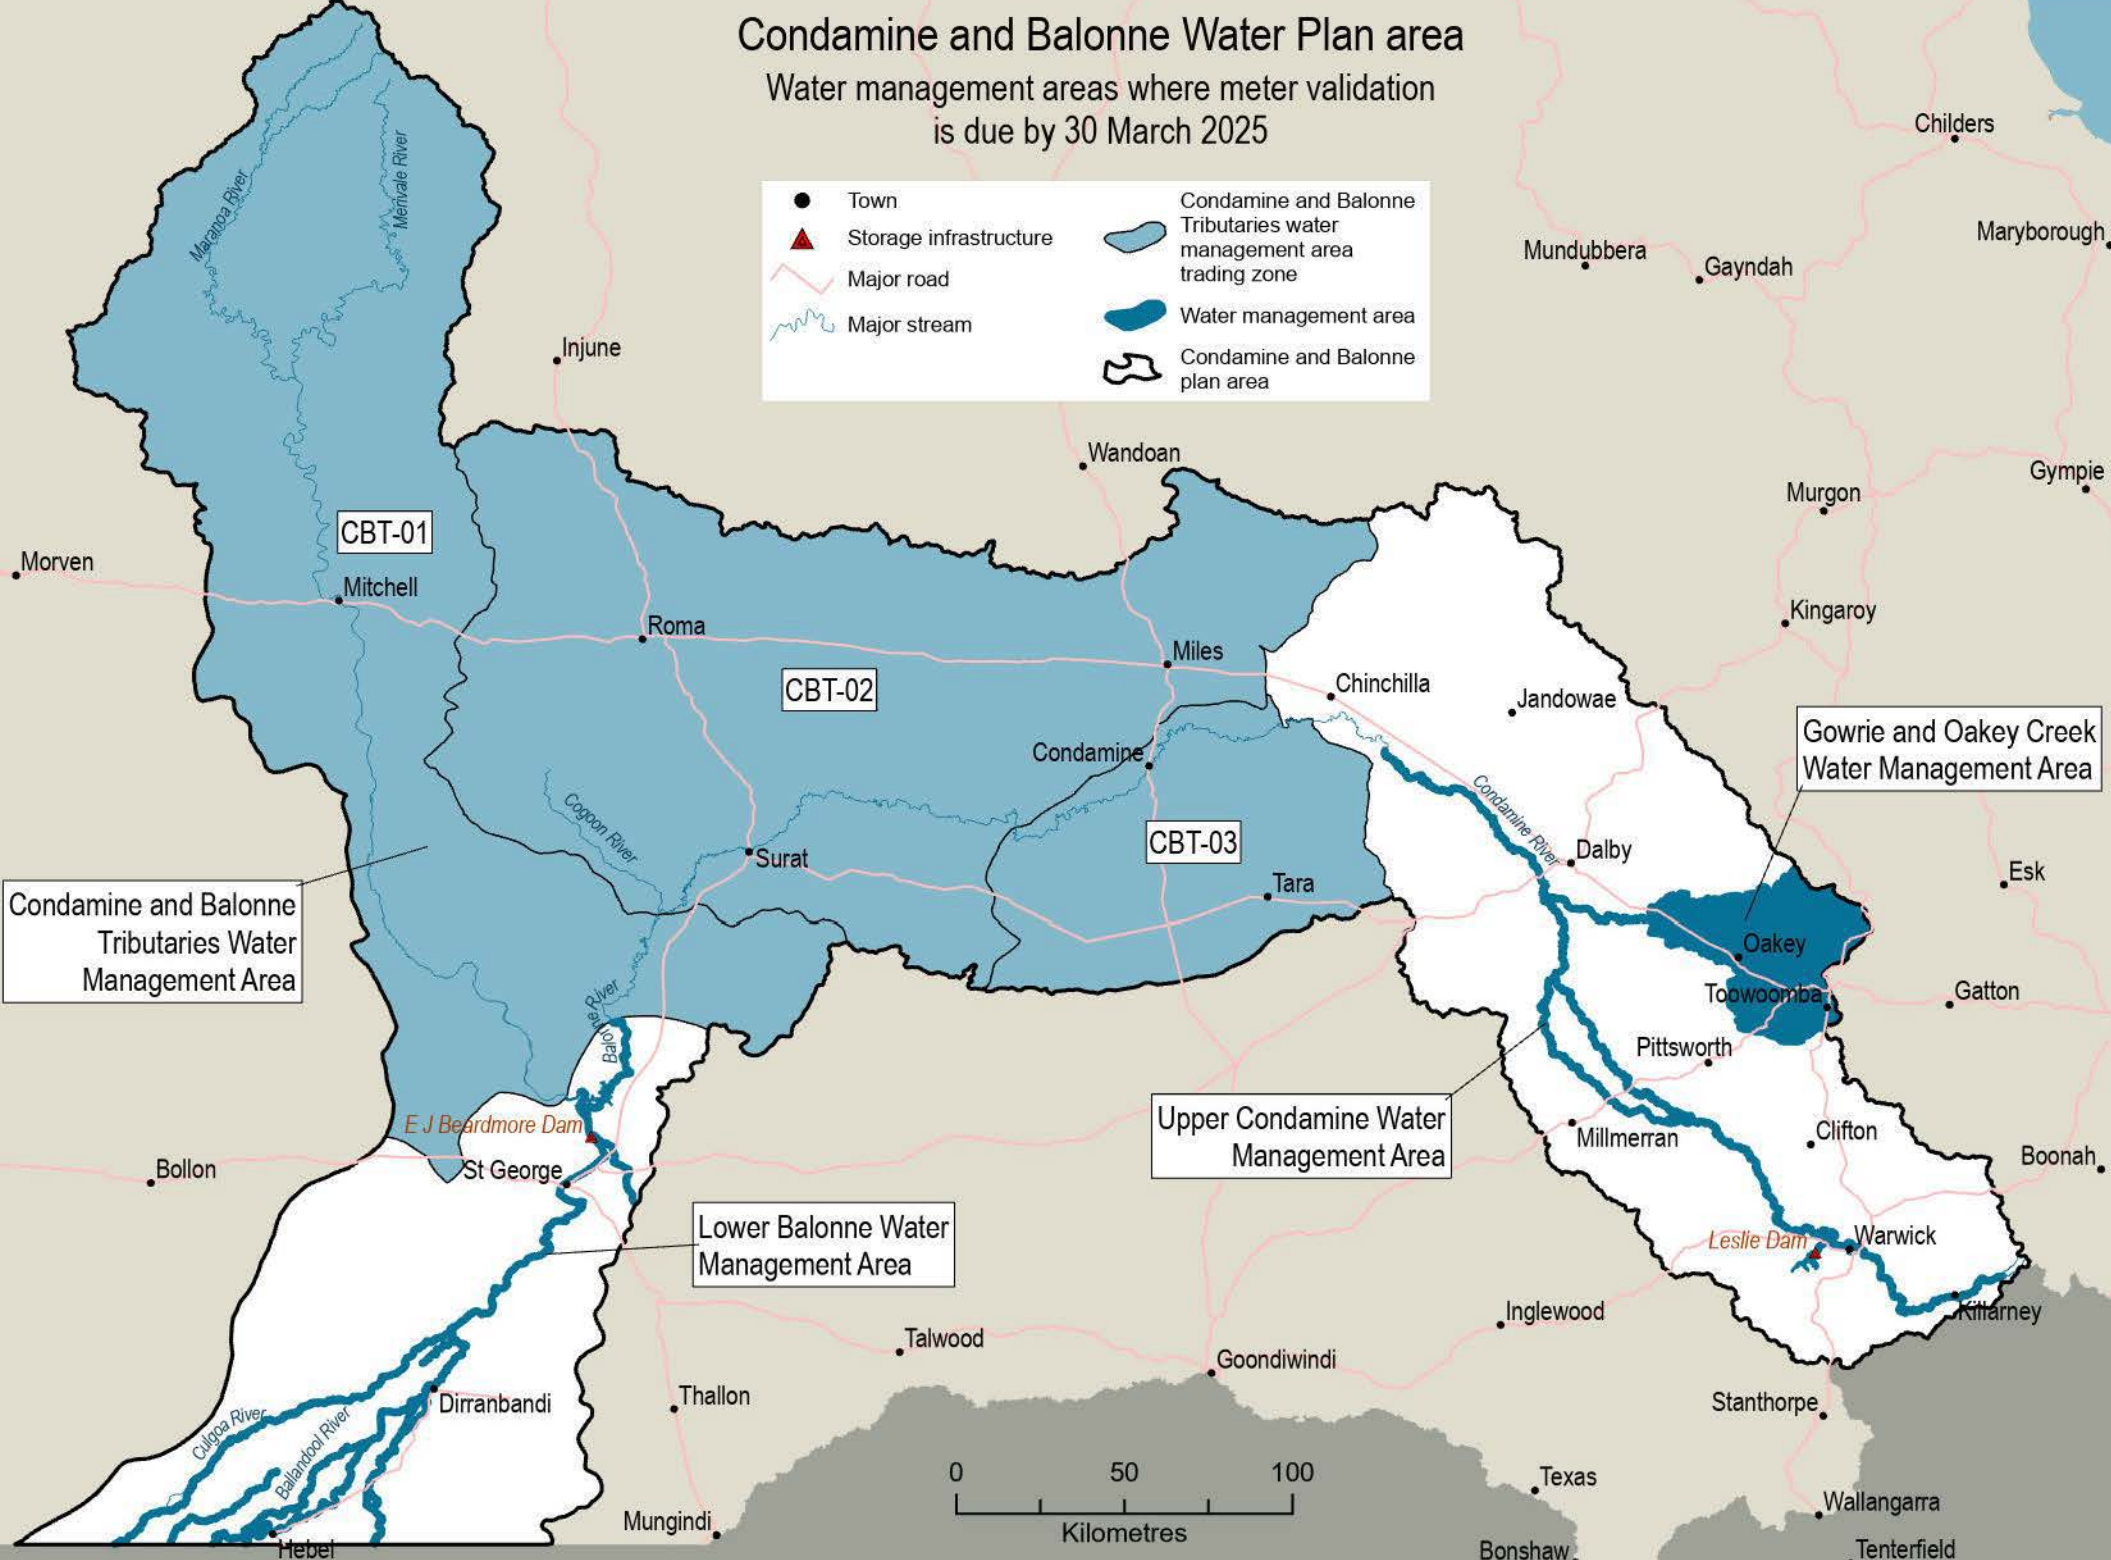 Condamine and Balonne Water Plan area
Water management areas where meter validation
is due by 30 March 2025
Town
Storage infrastructure
Major road
Major stream
Condamine and Balonne
Tributaries water
management area
trading zone
Water management area
Condamine and Balonne
plan area
Childers
Maryborough
Mundubbera
Gayndah
Maranoa River
Merivale River
Injune
Wandoan
Gympie
Murgon
CBT-01
Morven
Mitchell
Kingaroy
Roma
Miles
CBT-02
Chinchilla
Jandowae
Condamine
Gowrie and Oakey Creek
Water Management Area
Condamine River
Cogoon River
CBT-03
Dalby
Surat
Tara
Esk
Condamine and Balonne
Tributaries Water
Management Area
Oakey
Toowoomba
Gatton
Balonne River
Pittsworth
Upper Condamine Water
Management Area
E J Beardmore Dam
Millmerran
Clifton
Boonah
Bollon
St George
Lower Balonne Water
Management Area
Leslie Dam
Warwick
Inglewood
Killarney
Talwood
Goondiwindi
Thallon
Dirranbandi
Stanthorpe
Culgoa River
Ballandool River
0 50 100
Kilometres
Texas
Wallangarra
Mungindi
Hebel
Bonshaw
Tenterfield